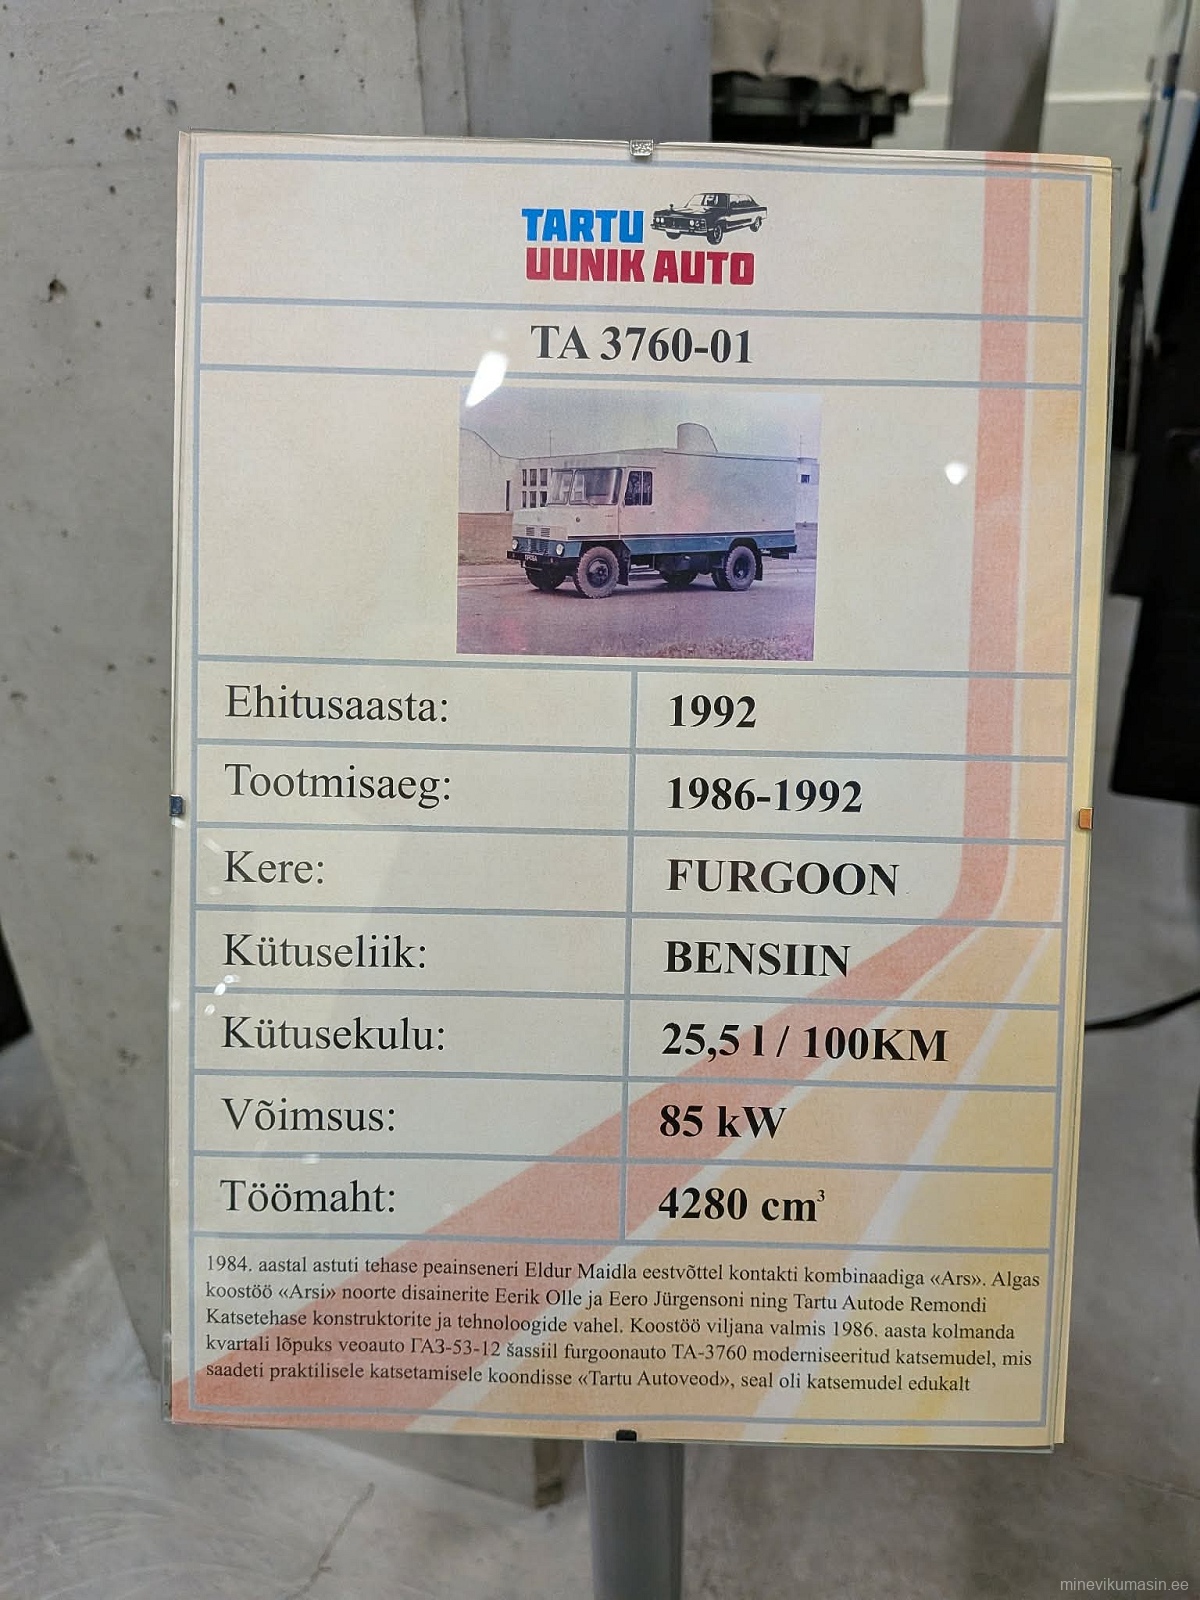 TARTU
UUNIK AUTO
TA 3760-01
Ehitusaasta: 1992
Tootmisaeg: 1986-1992
Kere: FURGOON
Kütuseliik: BENSIIN
Kütusekulu: 25,5 l / 100KM
Võimsus: 85 kW
Töömaht: 4280 cm³
1984. aastal astuti tehase peainseneri Eldur Maidla eestvõttel kontakti kombinaadiga «Ars». Algas
koostöö «Arsi» noorte disainerite Eerik Olle ja Eero Jürgensoni ning Tartu Autode Remondi
Katsetehase konstruktorite ja tehnoloogide vahel. Koostöö viljana valmis 1986. aasta kolmanda
kvartali lõpuks veoauto ГАЗ-53-12 šassiil furgoonauto TA-3760 moderniseeritud katsemudel, mis
saadeti praktilisele katsetamisele koondisse «Tartu Autoveod», seal oli katsemudel edukalt
minevikumasin.ee